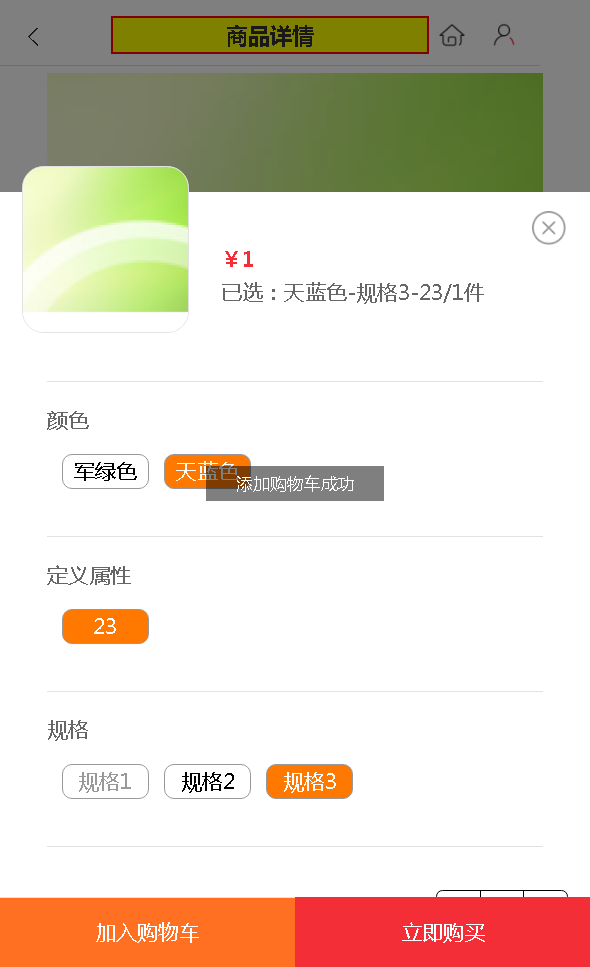 商品详情
￥1
已选：天蓝色-规格3-23/1件
颜色
军绿色 天蓝色
添加购物车成功
定义属性
23
规格
规格1 规格2 规格3
加入购物车 立即购买